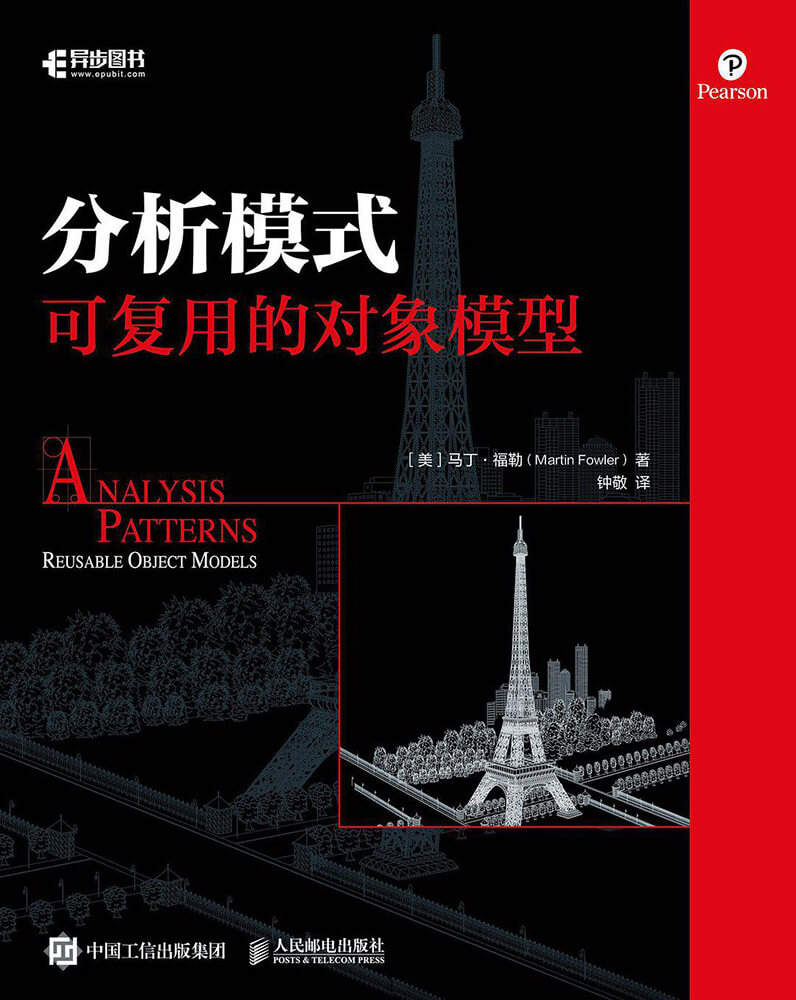 异步图书
www.epubit.com
Pearson
分析模式
可复用的对象模型
[美]马丁·福勒(Martin Fowler)著
钟敬 译
ANALYSIS
PATTERNS
REUSABLE OBJECT MODELS
中国工信出版集团
人民邮电出版社
POSTS & TELECOM PRESS